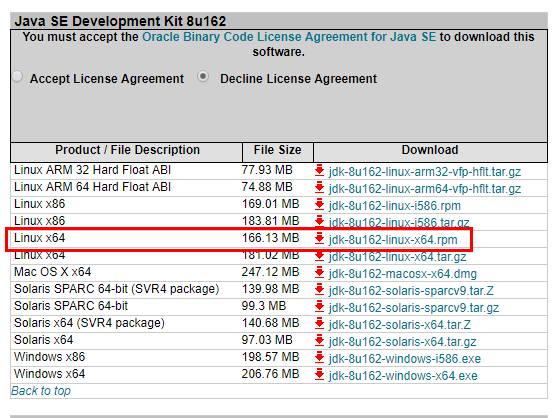 Java SE Development Kit 8u162
You must accept the Oracle Binary Code License Agreement for Java SE to download this
software.
Accept License Agreement Decline License Agreement
Product / File Description File Size Download
Linux ARM 32 Hard Float ABI 77.93 MB jdk-8u162-linux-arm32-vfp-hflt.tar.gz
Linux ARM 64 Hard Float ABI 74.88 MB jdk-8u162-linux-arm64-vfp-hflt.tar.gz
Linux x86 169.01 MB jdk-8u162-linux-i586.rpm
Linux x86 183.81 MB jdk-8u162-linux-i586.tar.gz
Linux x64 166.13 MB jdk-8u162-linux-x64.rpm
Linux x64 181.02 MB jdk-8u162-linux-x64.tar.gz
Mac OS X x64 247.12 MB jdk-8u162-macosx-x64.dmg
Solaris SPARC 64-bit (SVR4 package) 139.98 MB jdk-8u162-solaris-sparcv9.tar.Z
Solaris SPARC 64-bit 99.3 MB jdk-8u162-solaris-sparcv9.tar.gz
Solaris x64 (SVR4 package) 140.68 MB jdk-8u162-solaris-x64.tar.Z
Solaris x64 97.03 MB jdk-8u162-solaris-x64.tar.gz
Windows x86 198.57 MB jdk-8u162-windows-i586.exe
Windows x64 206.76 MB jdk-8u162-windows-x64.exe
Back to top